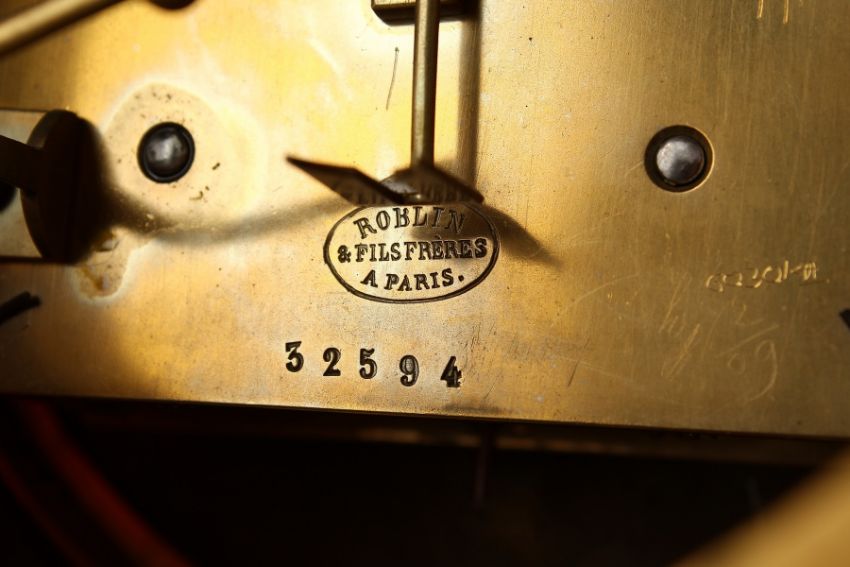 ROBLIN
& FILS FRÈRES
A PARIS.
32594